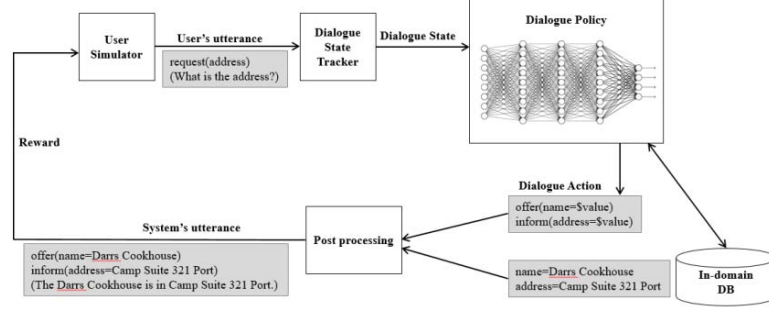 User
Simulator
User's utterance
request(address)
(What is the address?)
Dialogue
State
Tracker
Dialogue State
Dialogue Policy
Reward
Dialogue Action
offer(name=$value)
inform(address=$value)
System's utterance
offer(name=Darrs Cookhouse)
inform(address=Camp Suite 321 Port)
(The Darrs Cookhouse is in Camp Suite 321 Port.)
Post processing
name=Darrs Cookhouse
address=Camp Suite 321 Port
In-domain
DB